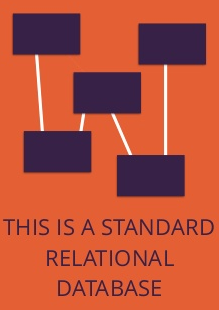 THIS IS A STANDARD
RELATIONAL
DATABASE